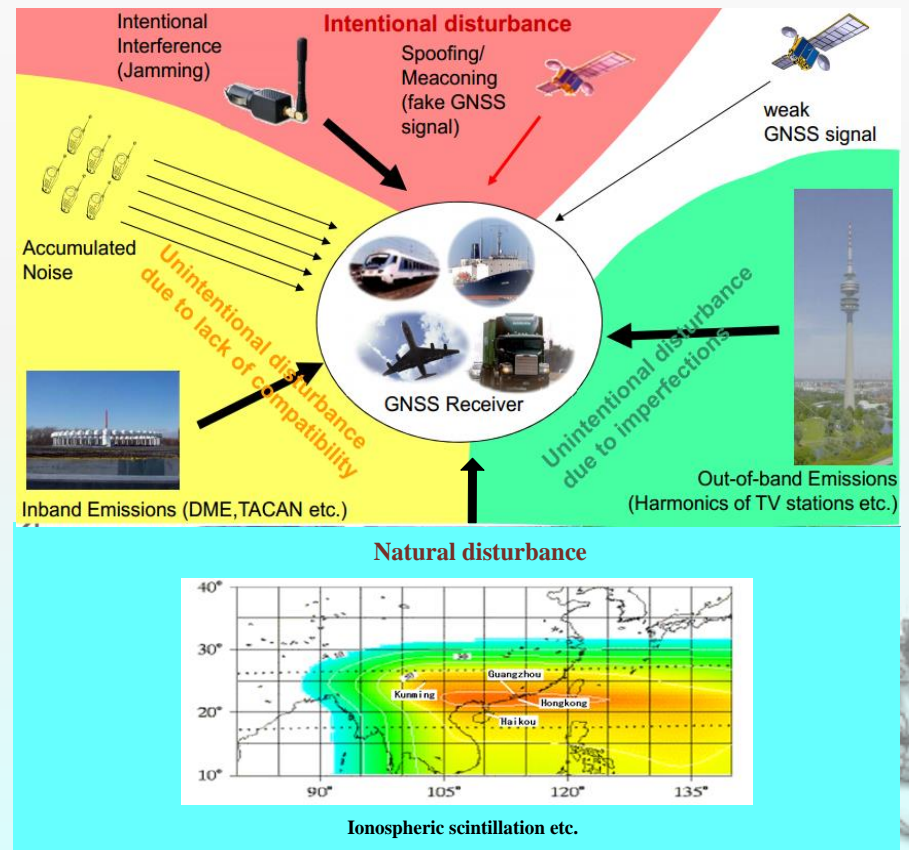 Intentional
Interference
(Jamming)
Intentional disturbance
Spoofing/
Meaconing
(fake GNSS
signal)
weak
GNSS signal
Accumulated
Noise
Unintentional disturbance
due to lack of compatibility
GNSS Receiver
Unintentional disturbance
due to imperfections
Inband Emissions (DME,TACAN etc.)
Out-of-band Emissions
(Harmonics of TV stations etc.)
Natural disturbance
40°
30°
20°
10°
Guangzhou
Kunming
Hongkong
Haikou
90°
105°
120°
135°
Ionospheric scintillation etc.